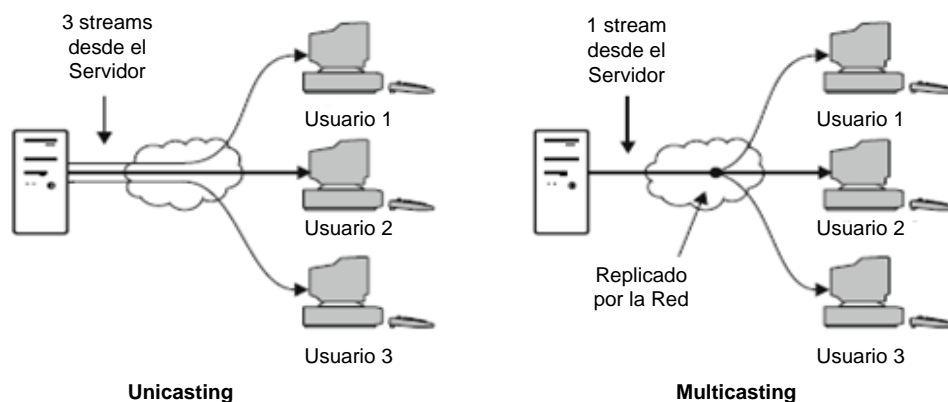 3 streams
desde el
Servidor
Usuario 1
Usuario 2
Usuario 3
Unicasting
1 stream
desde el
Servidor
Usuario 1
Usuario 2
Replicado
por la Red
Usuario 3
Multicasting